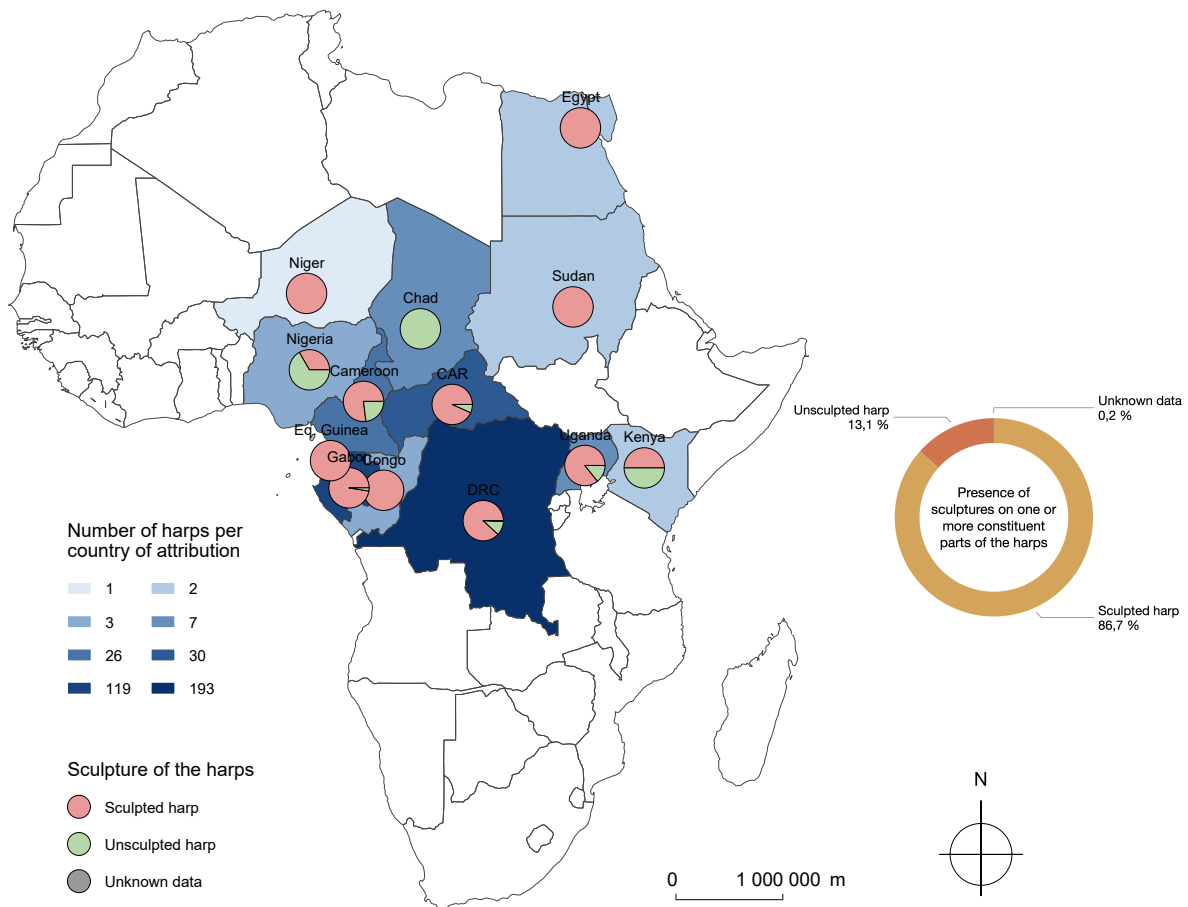 Egypt
Niger
Sudan
Chad
Nigeria
Cameroon
CAR
Eq. Guinea
Uganda
Kenya
Gabon
Congo
DRC
Number of harps per
country of attribution
1
2
3
7
26
30
119
193
Sculpture of the harps
Sculpted harp
Unsculpted harp
Unknown data
Unknown data
0,2 %
Unsculpted harp
13,1 %
Presence of
sculptures on one or
more constituent
parts of the harps
Sculpted harp
86,7 %
N
0 1 000 000 m